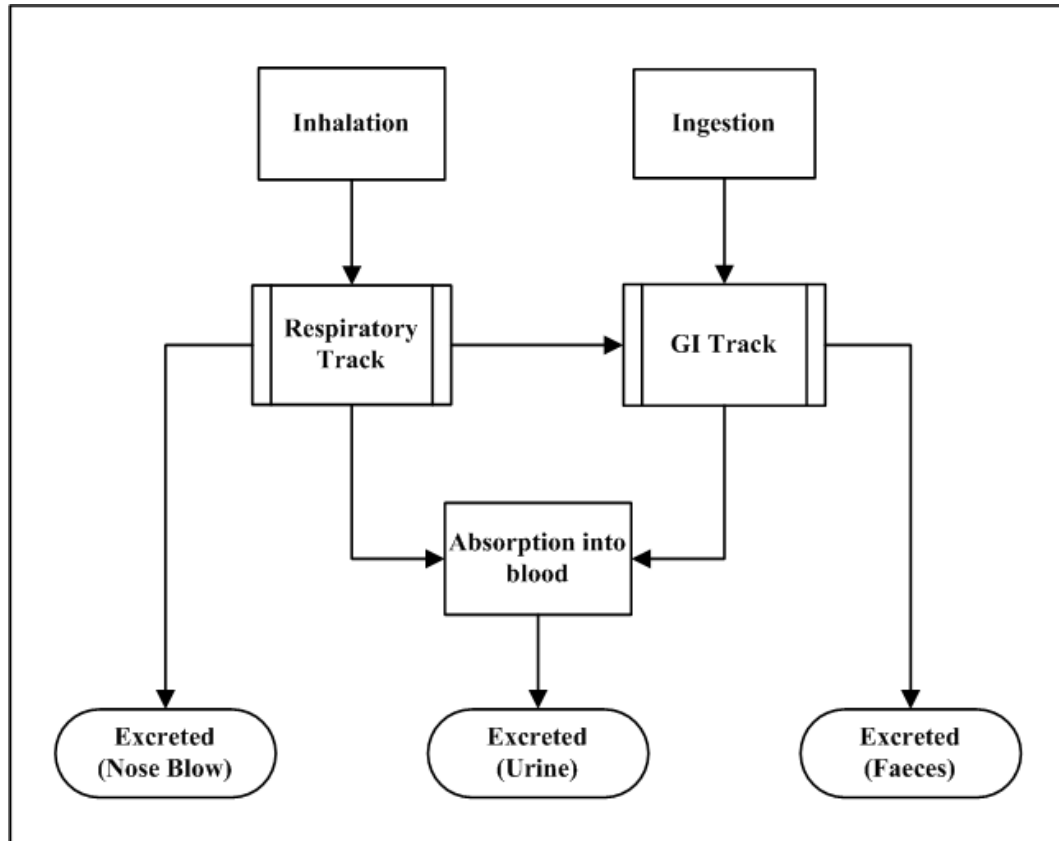 Inhalation
Ingestion
Respiratory
Track
GI Track
Absorption into
blood
Excreted
(Nose Blow)
Excreted
(Urine)
Excreted
(Faeces)